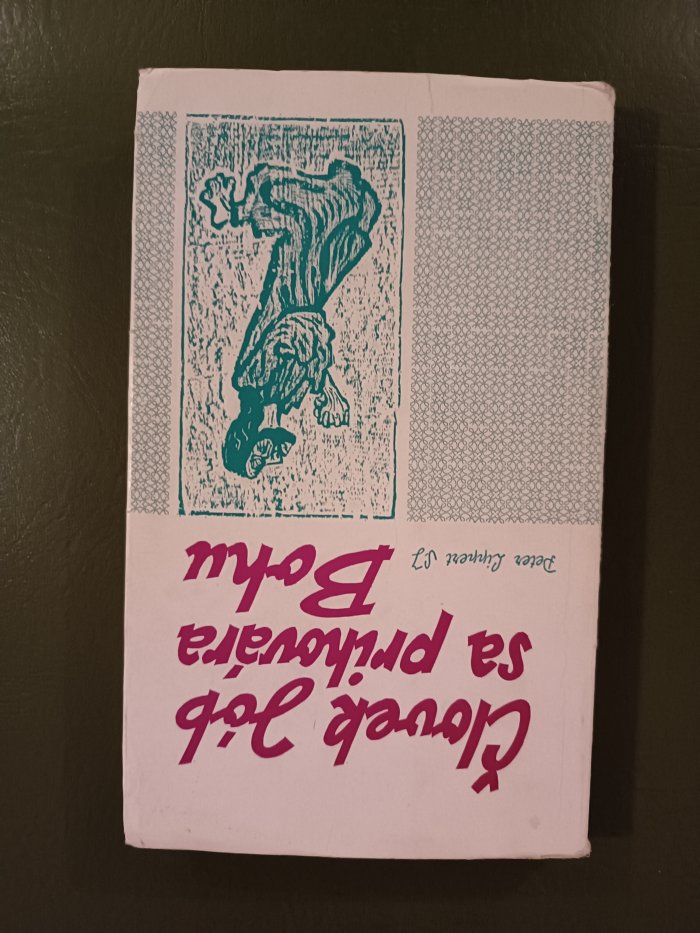 Človek Jób
sa prihovára
Bohu
Peter Lippert SJ